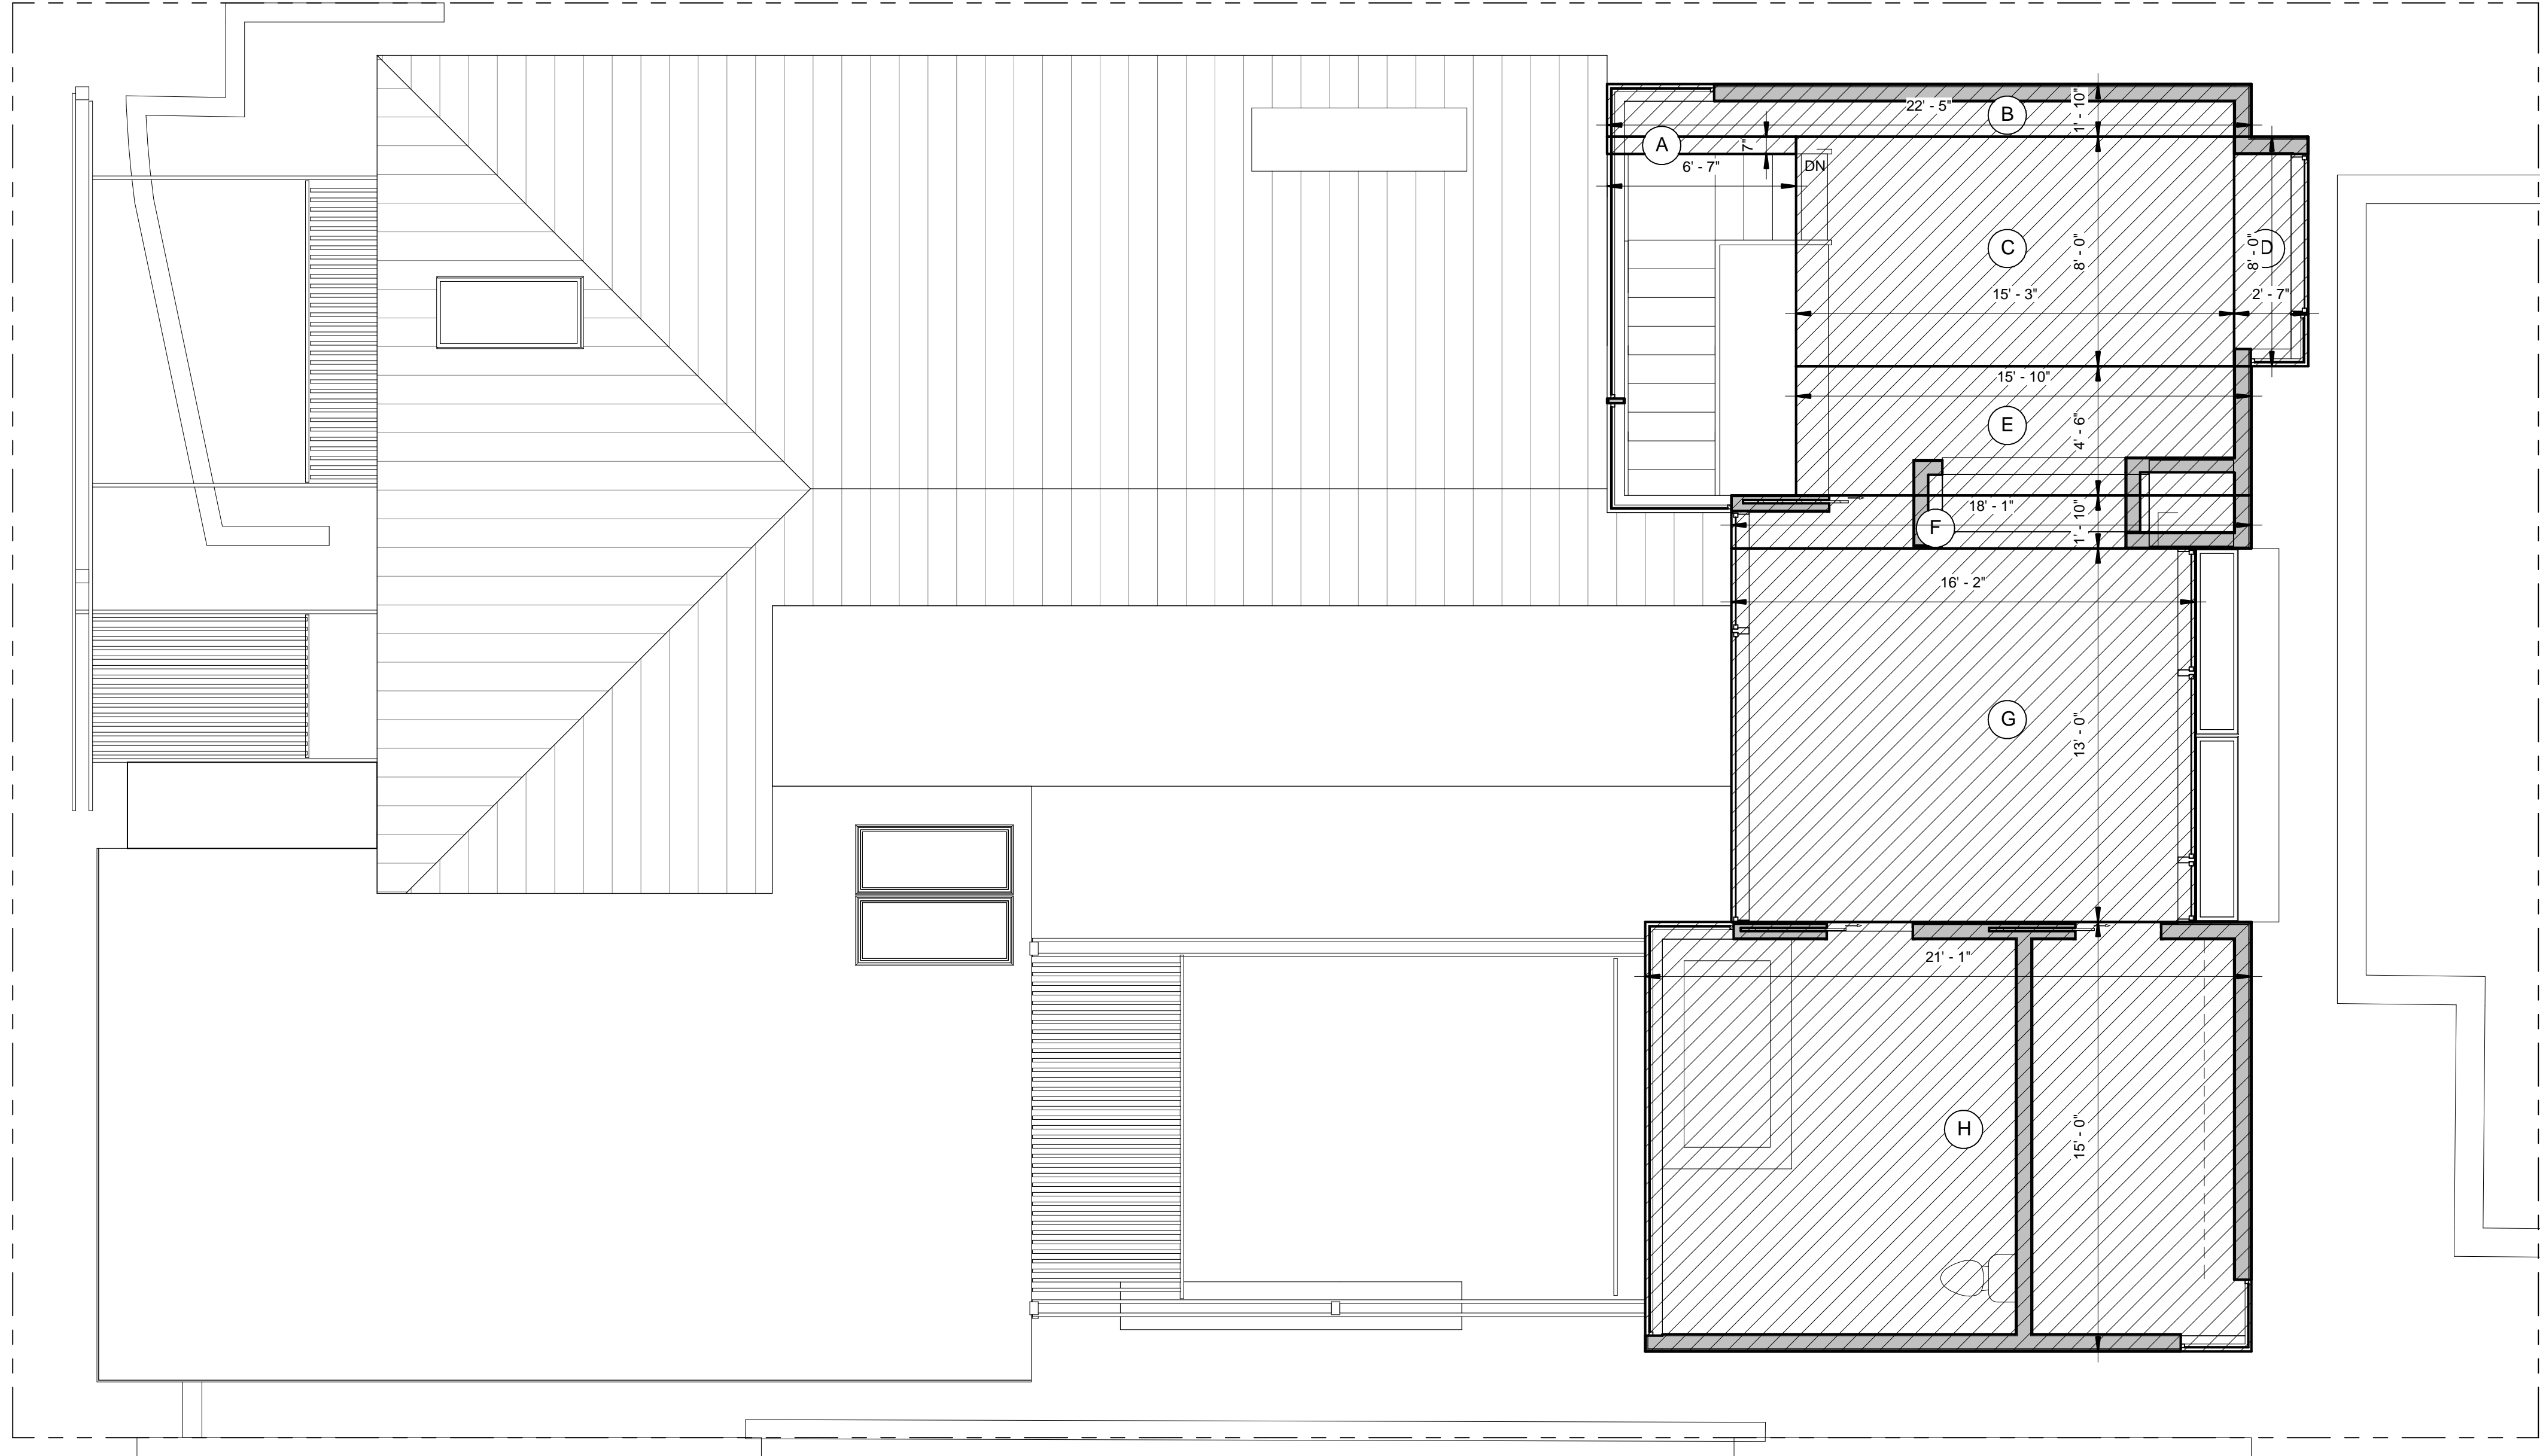 22' - 5"
B
1' - 10"
A
7"
6' - 7"
DN
C
8' - 0"
D
8' - 0"
15' - 3"
2' - 7"
15' - 10"
E
4' - 6"
18' - 1"
F
1' - 10"
16' - 2"
G
13' - 0"
21' - 1"
H
15' - 0"